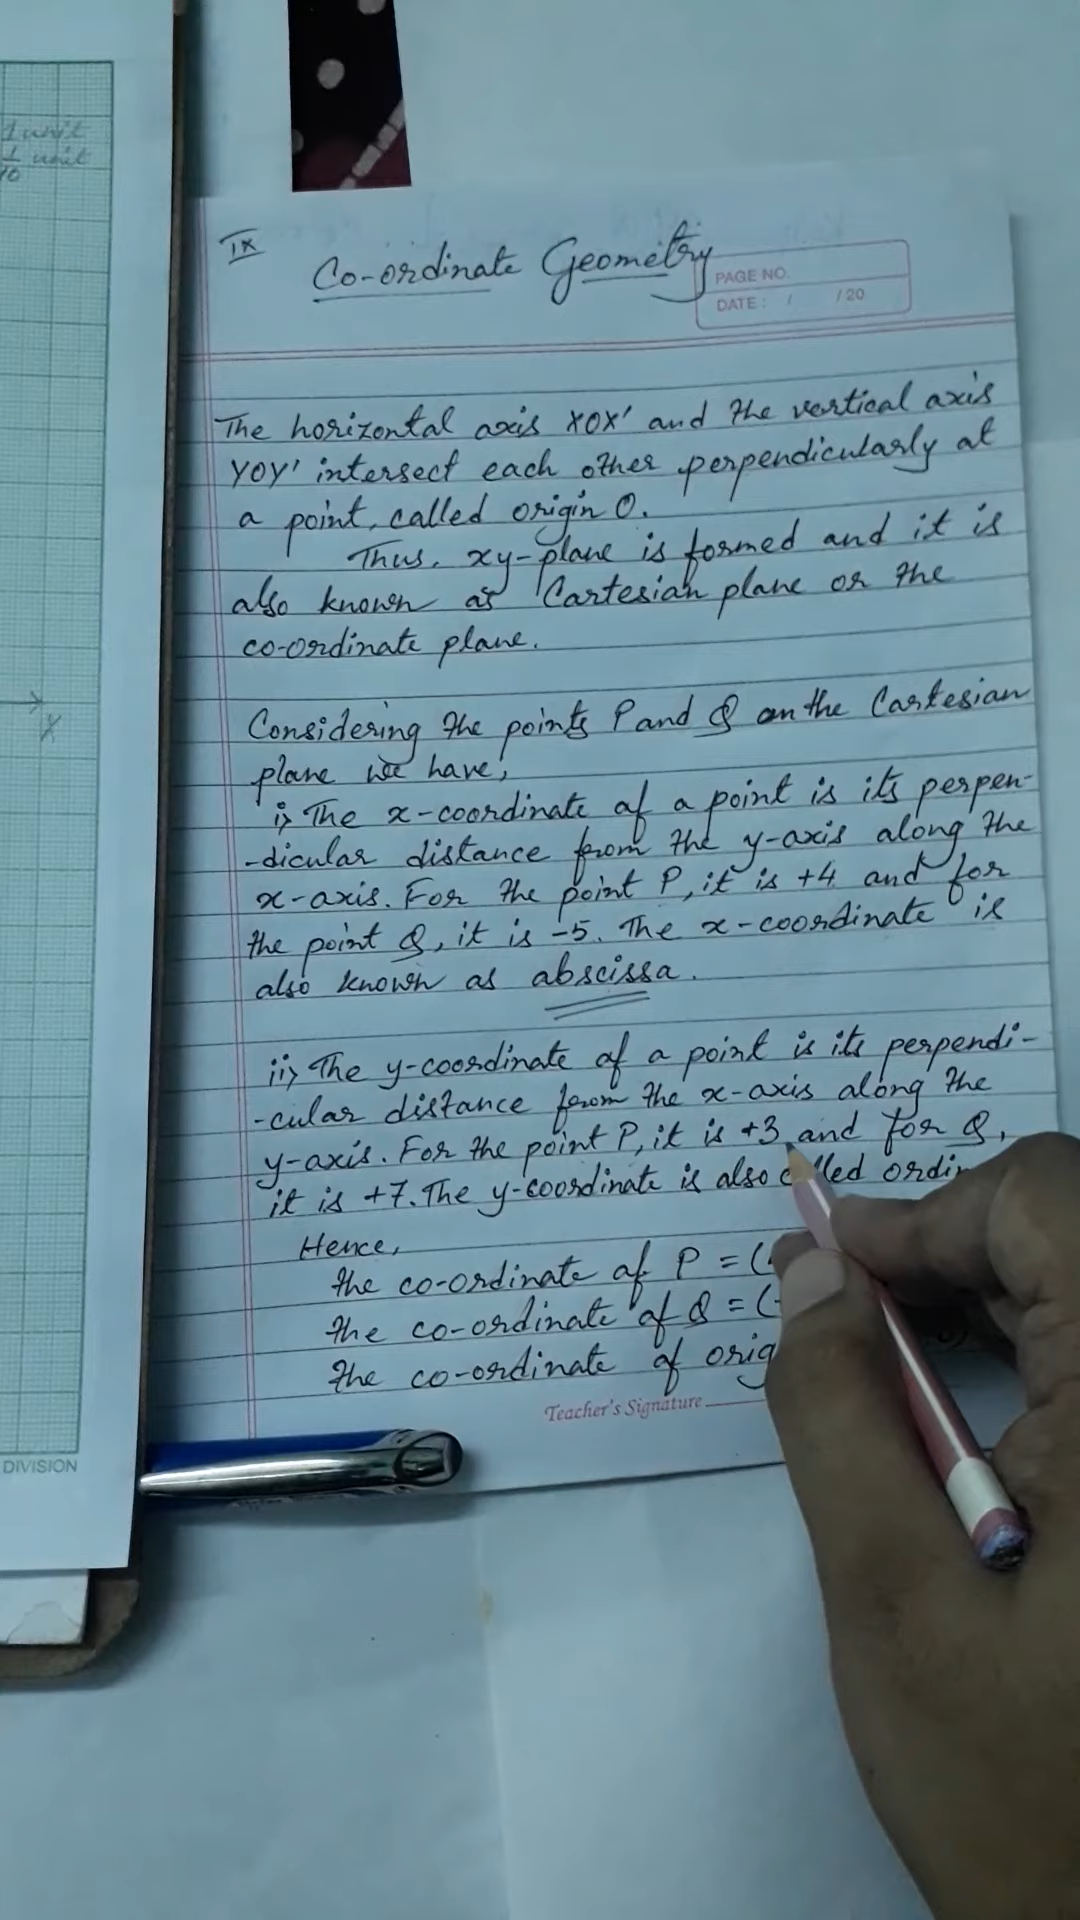 1 unit
1 unit
10
X
DIVISION
IX
Co-ordinate Geometry
PAGE NO.
DATE : / /20
The horizontal axis XOX' and the vertical axis
YOY' intersect each other perpendicularly at
a point, called origin O.
Thus, xy-plane is formed and it is
also known as Cartesian plane or the
co-ordinate plane.
Considering the points P and Q on the Cartesian
plane we have,
i) The x-coordinate of a point is its perpen-
-dicular distance from the y-axis along the
x-axis. For the point P, it is +4 and for
the point Q, it is -5. The x-coordinate is
also known as abscissa.
ii) The y-coordinate of a point is its perpendi-
-cular distance from the x-axis along the
y-axis. For the point P, it is +3 and for Q,
it is +7. The y-coordinate is also called
Hence,
the co-ordinate of P = (
the co-ordinate of Q = (-
the co-ordinate of
Teacher's Signature